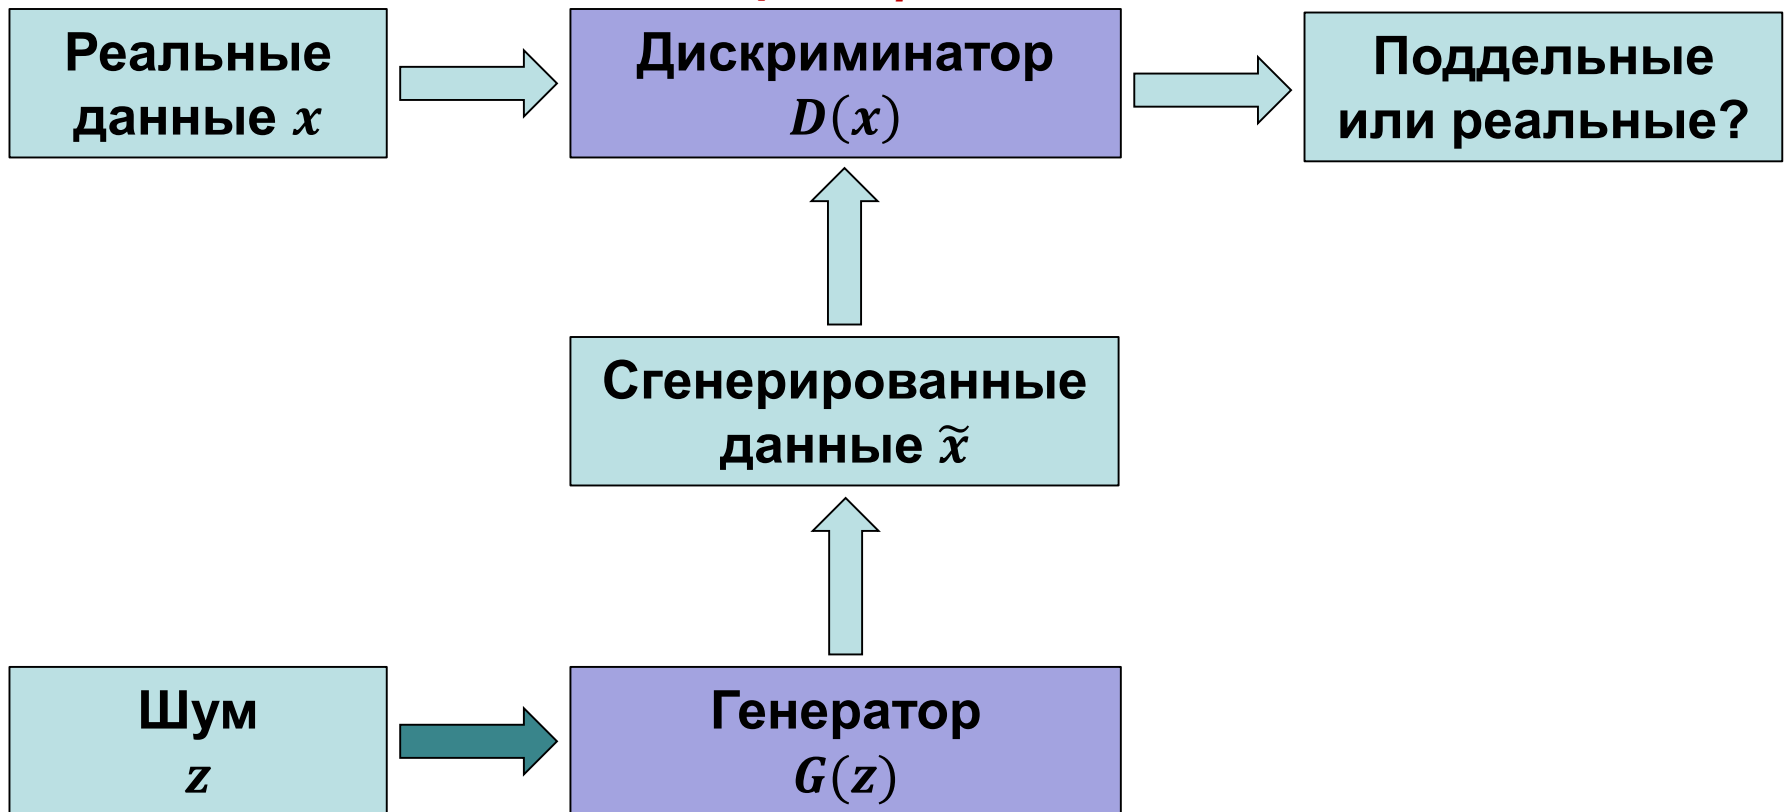 Реальные
данные x
Дискриминатор
D(x)
Поддельные
или реальные?
Сгенерированные
данные x̃
Шум
z
Генератор
G(z)